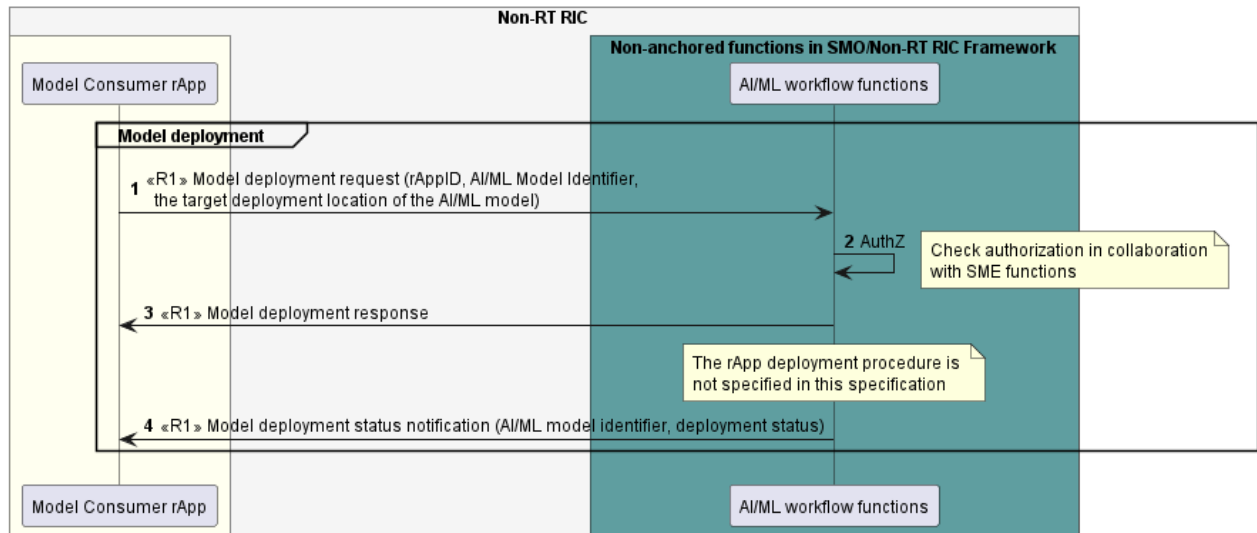 Non-RT RIC
Non-anchored functions in SMO/Non-RT RIC Framework
Model Consumer rApp
AI/ML workflow functions
Model deployment
1 «R1» Model deployment request (rAppID, AI/ML Model Identifier,
the target deployment location of the AI/ML model)
2 AuthZ
Check authorization in collaboration
with SME functions
3 «R1» Model deployment response
The rApp deployment procedure is
not specified in this specification
4 «R1» Model deployment status notification (AI/ML model identifier, deployment status)
Model Consumer rApp
AI/ML workflow functions